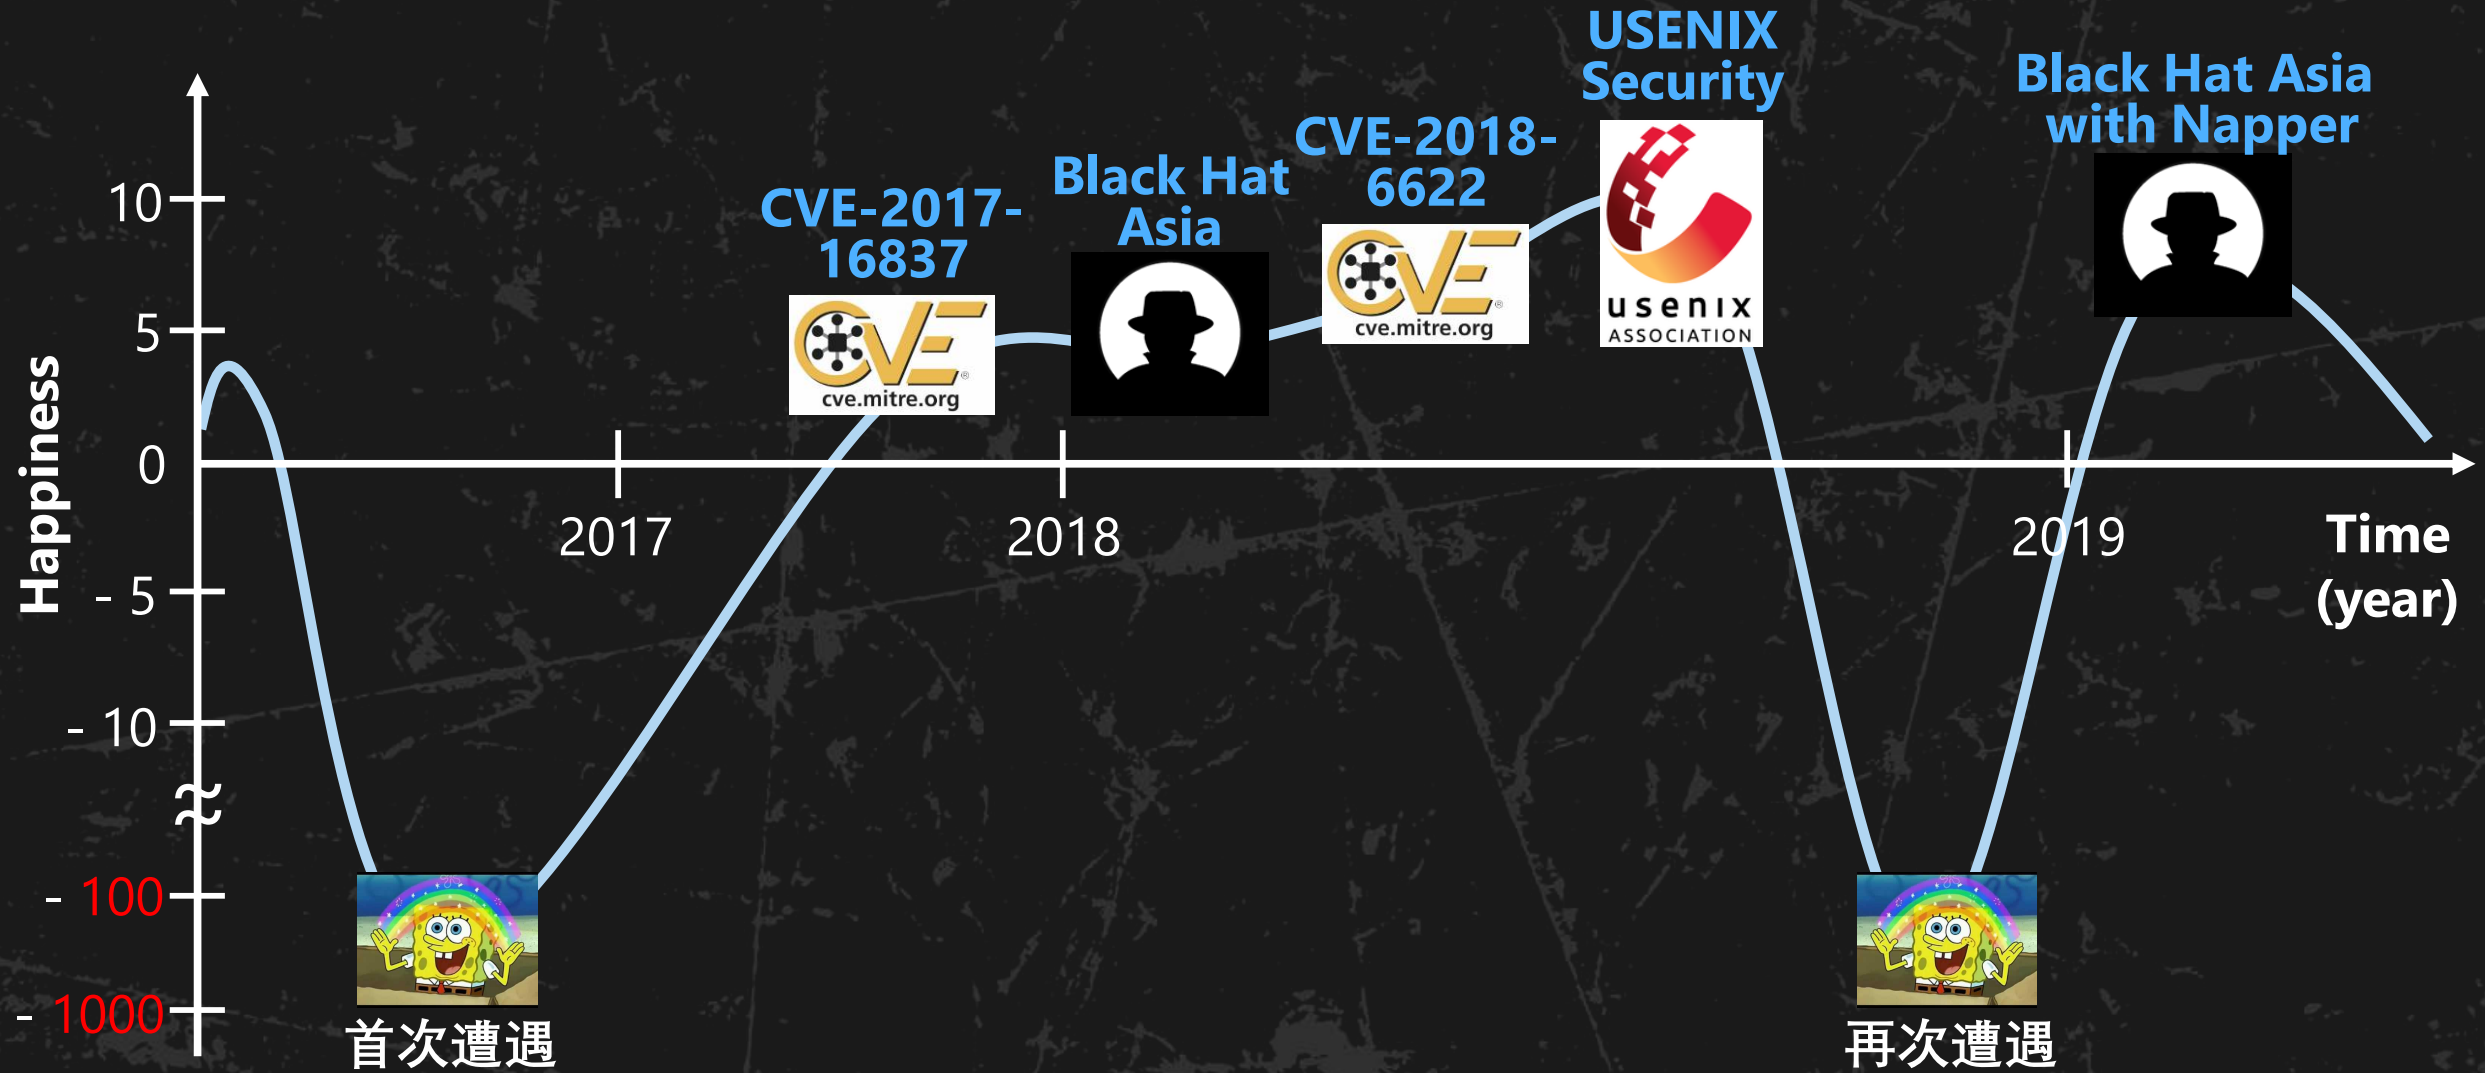 USENIX
Security
Black Hat Asia
with Napper
CVE-2018-
6622
Black Hat
Asia
CVE-2017-
16837
usenix
ASSOCIATION
CVE
®
cve.mitre.org
CVE
®
cve.mitre.org
10
5
0
- 5
- 10
- 100
- 1000
Happiness
2017
2018
2019
Time
(year)
首次遭遇
再次遭遇